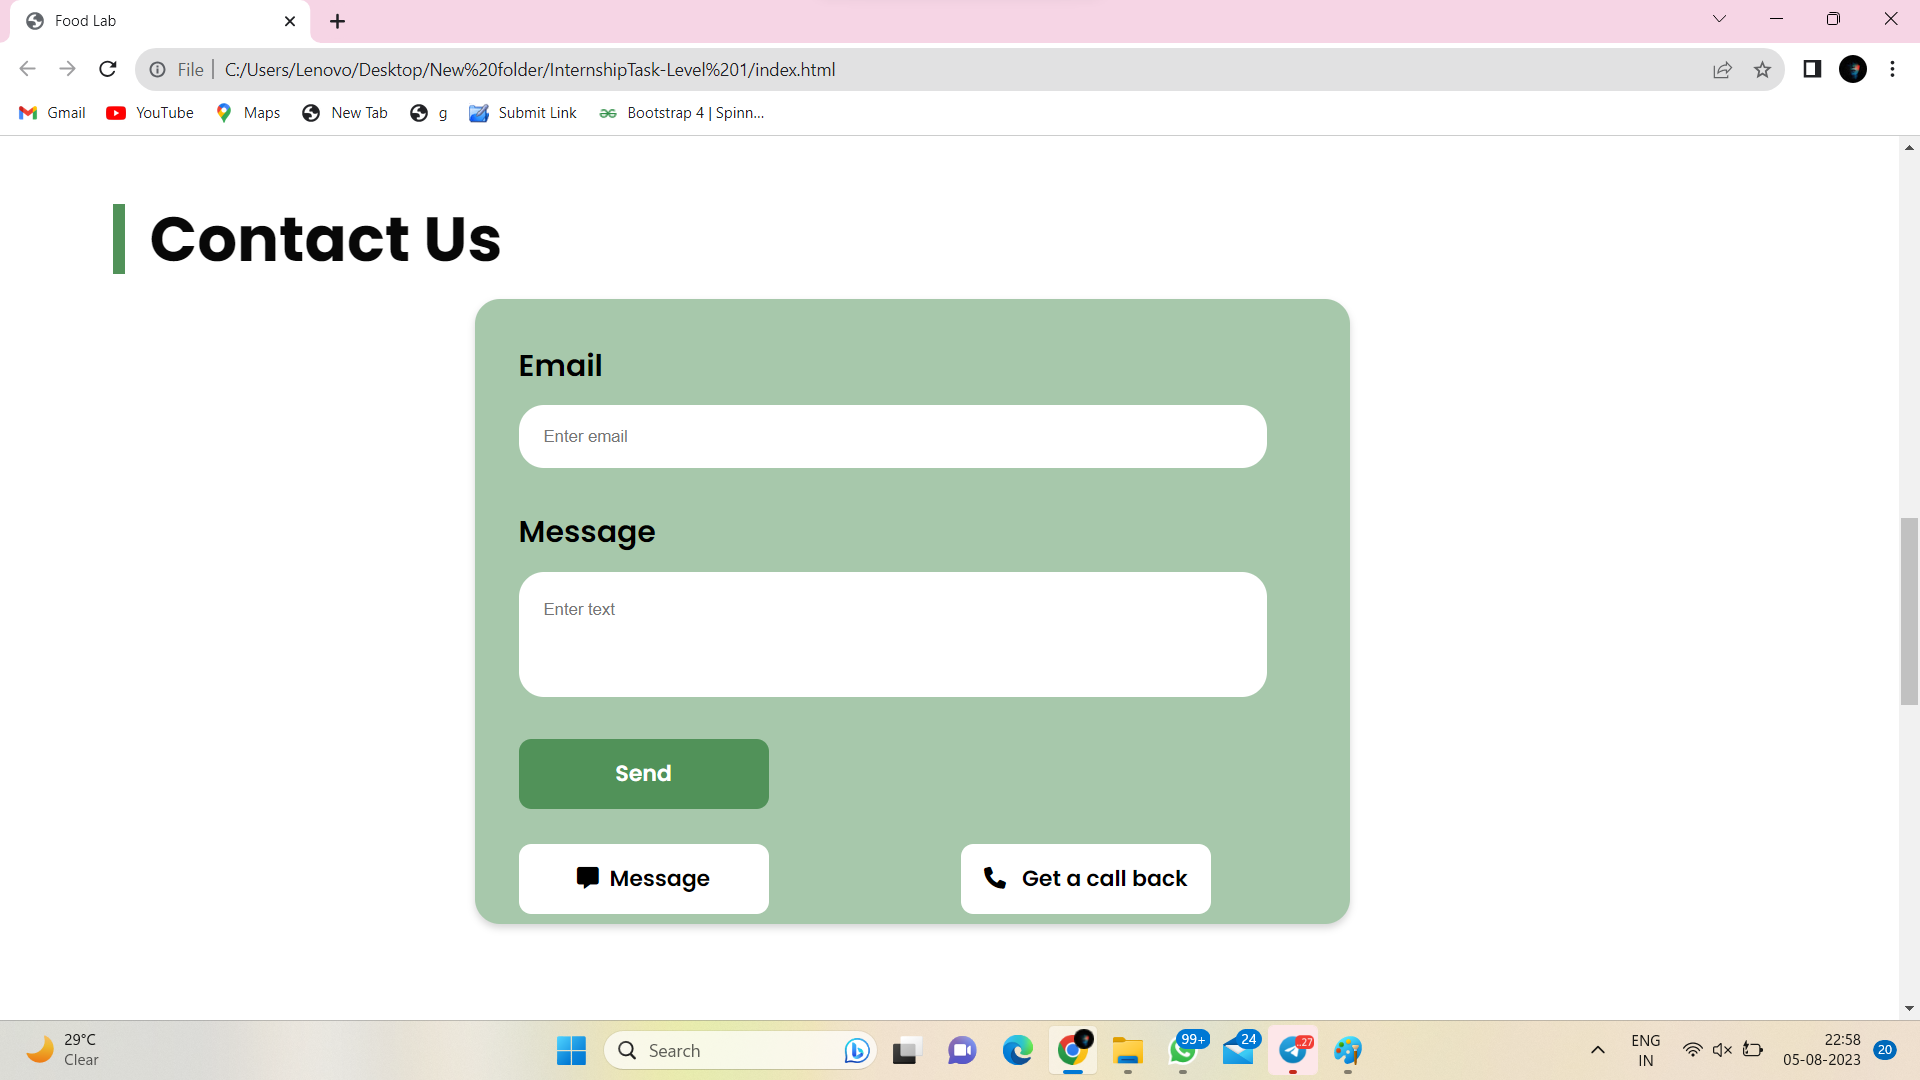 Food Lab
File C:/Users/Lenovo/Desktop/New%20folder/InternshipTask-Level%201/index.html
Gmail YouTube Maps New Tab g Submit Link Bootstrap 4 | Spinn...
Contact Us
Email
Enter email
Message
Enter text
Send
Message Get a call back
29°C
Clear
Search
99+
24
..27
ENG
IN
22:58
05-08-2023
20